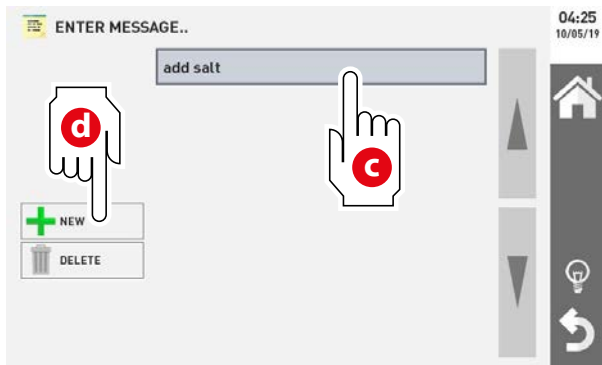 ENTER MESSAGE..
04:25
10/05/19
add salt
d
c
NEW
DELETE